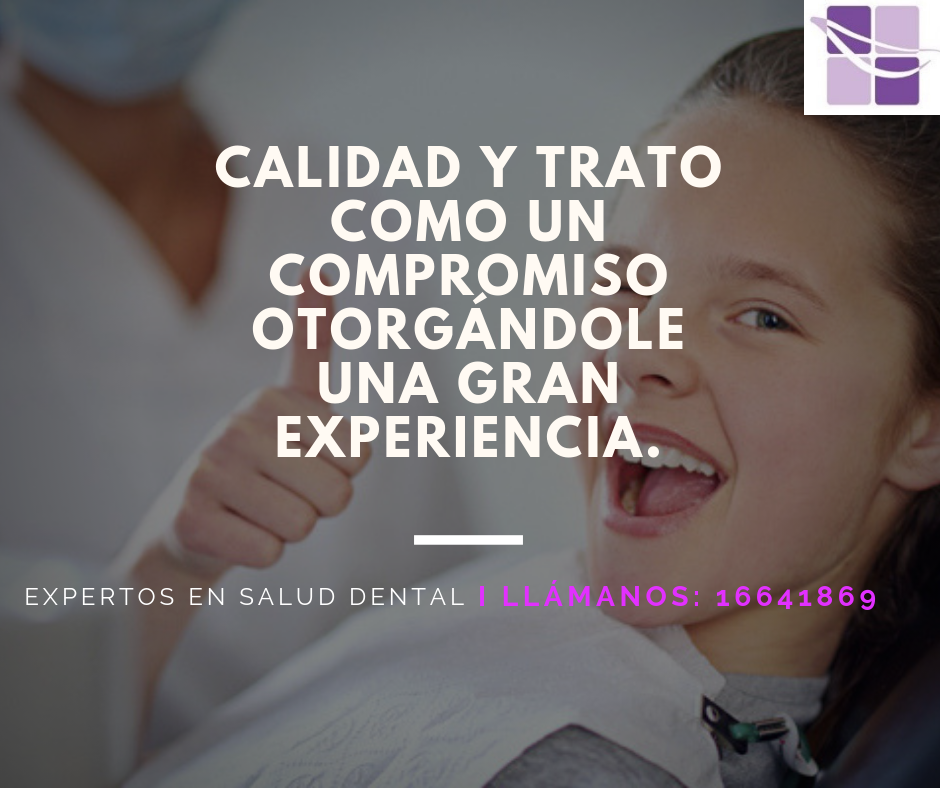 CALIDAD Y TRATO
COMO UN
COMPROMISO
OTORGÁNDOLE
UNA GRAN
EXPERIENCIA.
EXPERTOS EN SALUD DENTAL I LLÁMANOS: 16641869